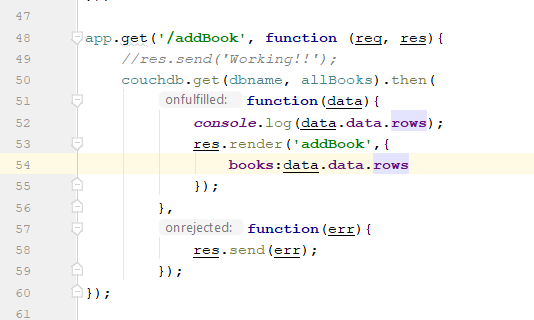 47
48 app.get('/addBook', function (req, res){
49 //res.send('Working!!');
50 couchdb.get(dbname, allBooks).then(
51 onfulfilled: function(data){
52 console.log(data.data.rows);
53 res.render('addBook',{
54 books:data.data.rows
55 });
56 },
57 onrejected: function(err){
58 res.send(err);
59 });
60 });
61